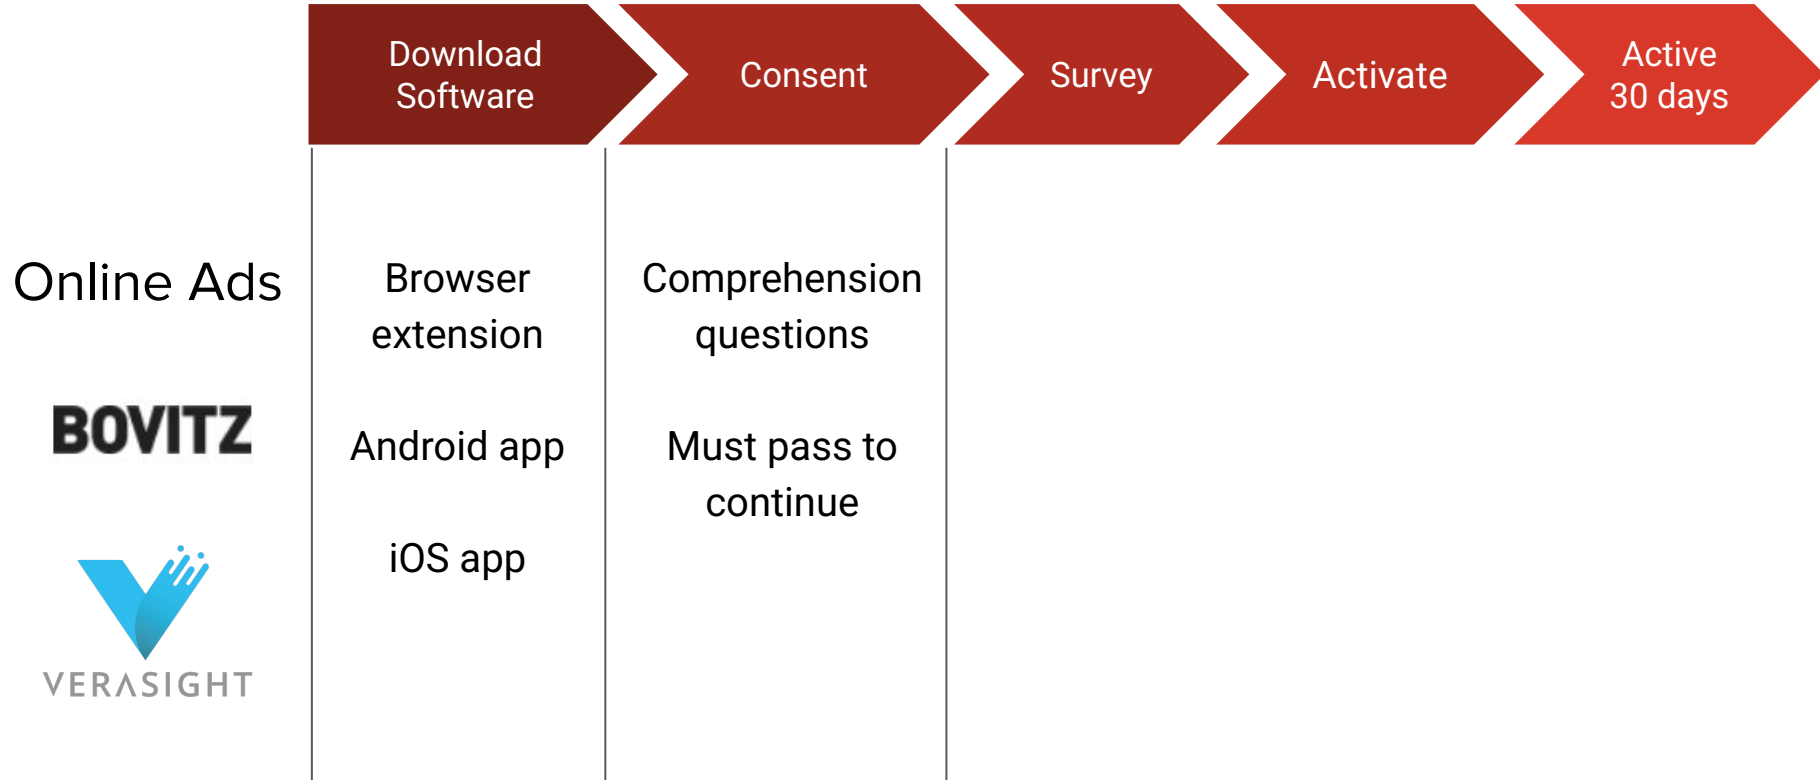 Download
Software
Consent
Survey
Activate
Active
30 days
Online Ads
BOVITZ
VERASIGHT
Browser
extension
Android app
iOS app
Comprehension
questions
Must pass to
continue